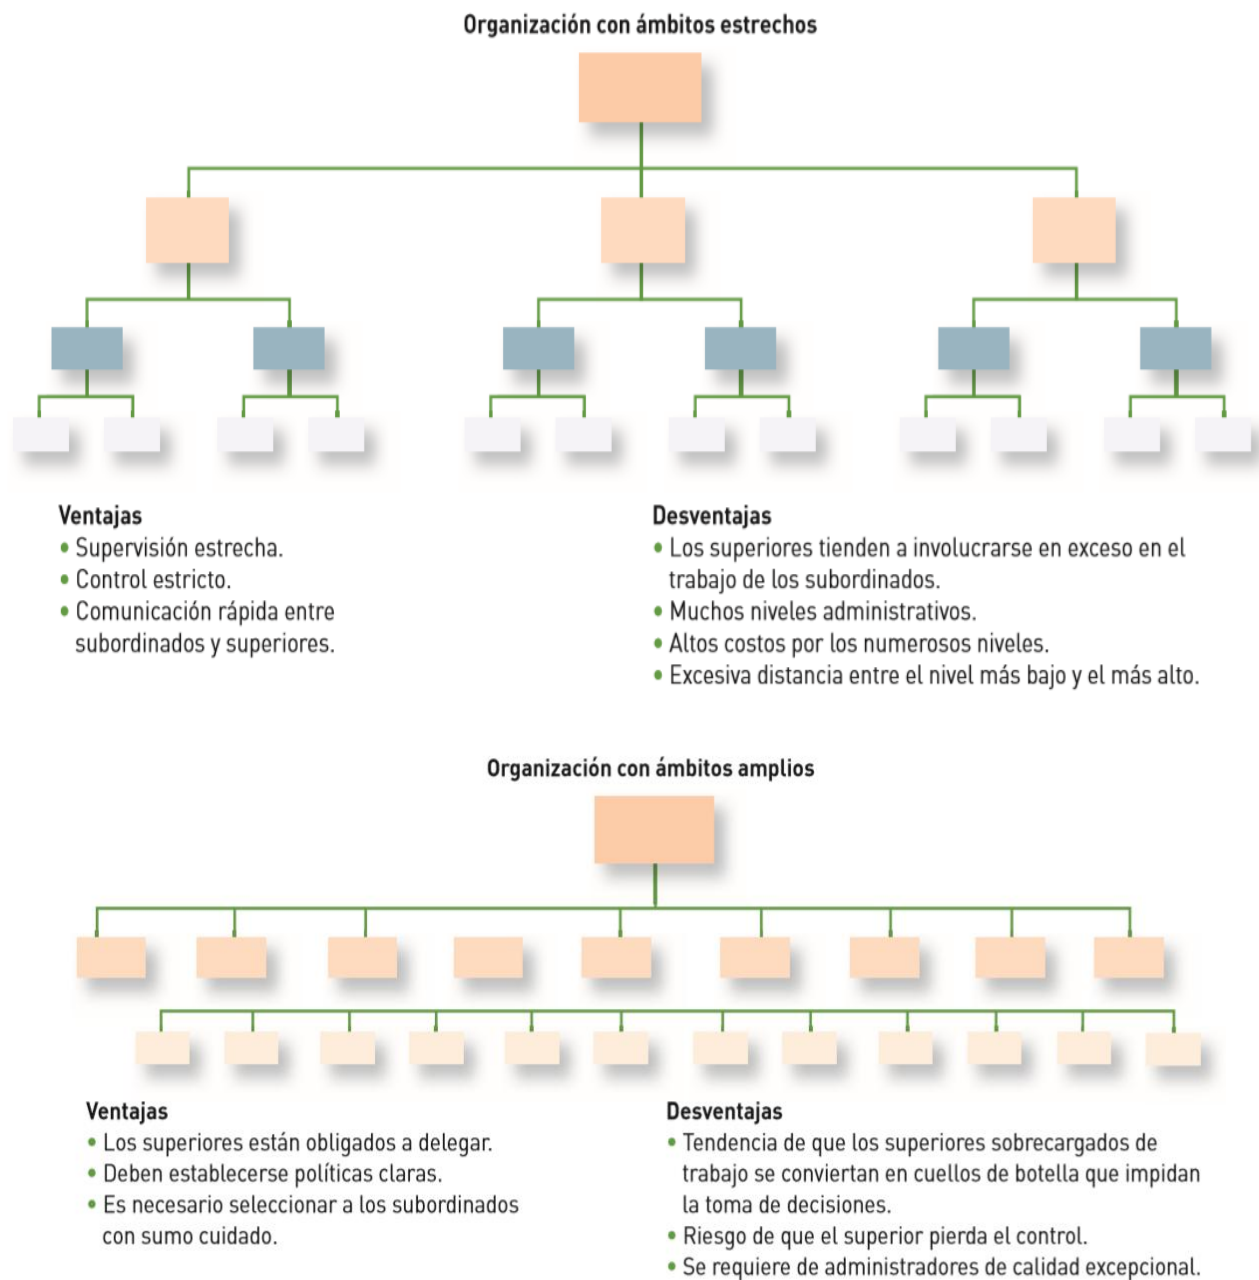 Organización con ámbitos estrechos
Ventajas
• Supervisión estrecha.
• Control estricto.
• Comunicación rápida entre
subordinados y superiores.
Desventajas
• Los superiores tienden a involucrarse en exceso en el
trabajo de los subordinados.
• Muchos niveles administrativos.
• Altos costos por los numerosos niveles.
• Excesiva distancia entre el nivel más bajo y el más alto.
Organización con ámbitos amplios
Ventajas
• Los superiores están obligados a delegar.
• Deben establecerse políticas claras.
• Es necesario seleccionar a los subordinados
con sumo cuidado.
Desventajas
• Tendencia de que los superiores sobrecargados de
trabajo se conviertan en cuellos de botella que impidan
la toma de decisiones.
• Riesgo de que el superior pierda el control.
• Se requiere de administradores de calidad excepcional.